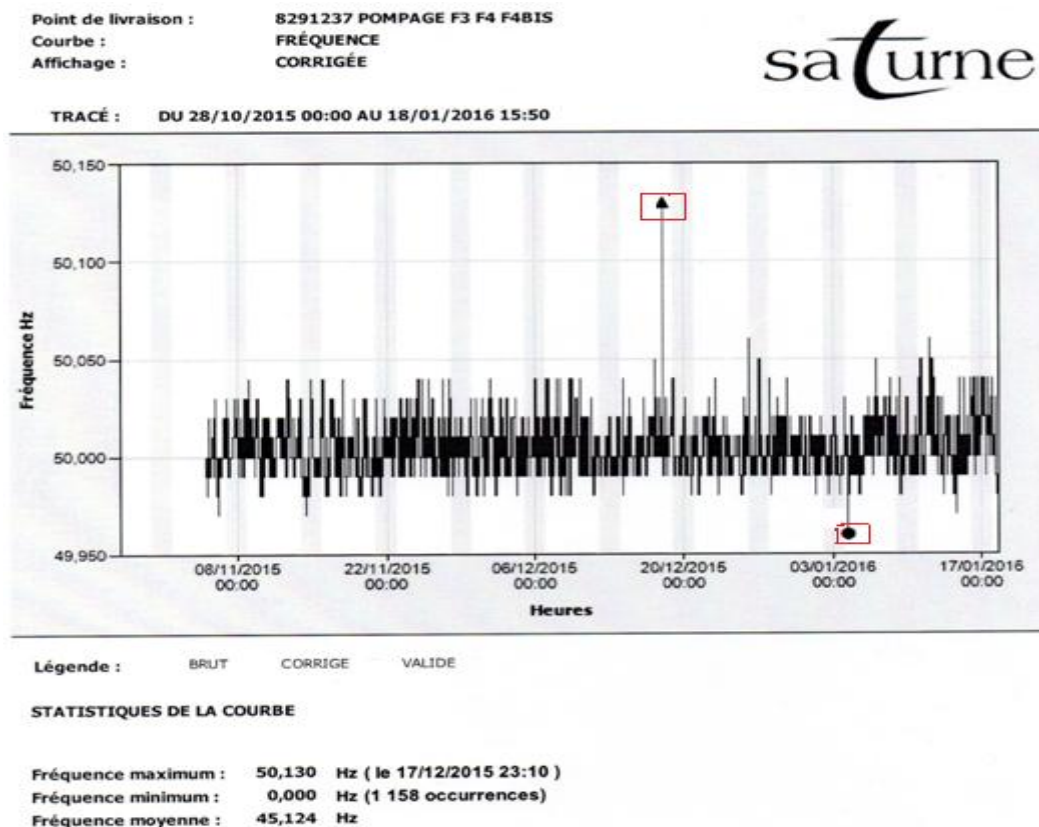 Point de livraison : 8291237 POMPAGE F3 F4 F4BIS
Courbe : FRÉQUENCE
Affichage : CORRIGÉE
saturne
TRACÉ : DU 28/10/2015 00:00 AU 18/01/2016 15:50
50,150
50,100
50,050
50,000
49,950
Fréquence Hz
08/11/2015 22/11/2015 06/12/2015 20/12/2015 03/01/2016 17/01/2016
00:00 00:00 00:00 00:00 00:00 00:00
Heures
Légende : BRUT CORRIGE VALIDE
STATISTIQUES DE LA COURBE
Fréquence maximum : 50,130 Hz ( le 17/12/2015 23:10 )
Fréquence minimum : 0,000 Hz (1 158 occurrences)
Fréquence moyenne : 45,124 Hz